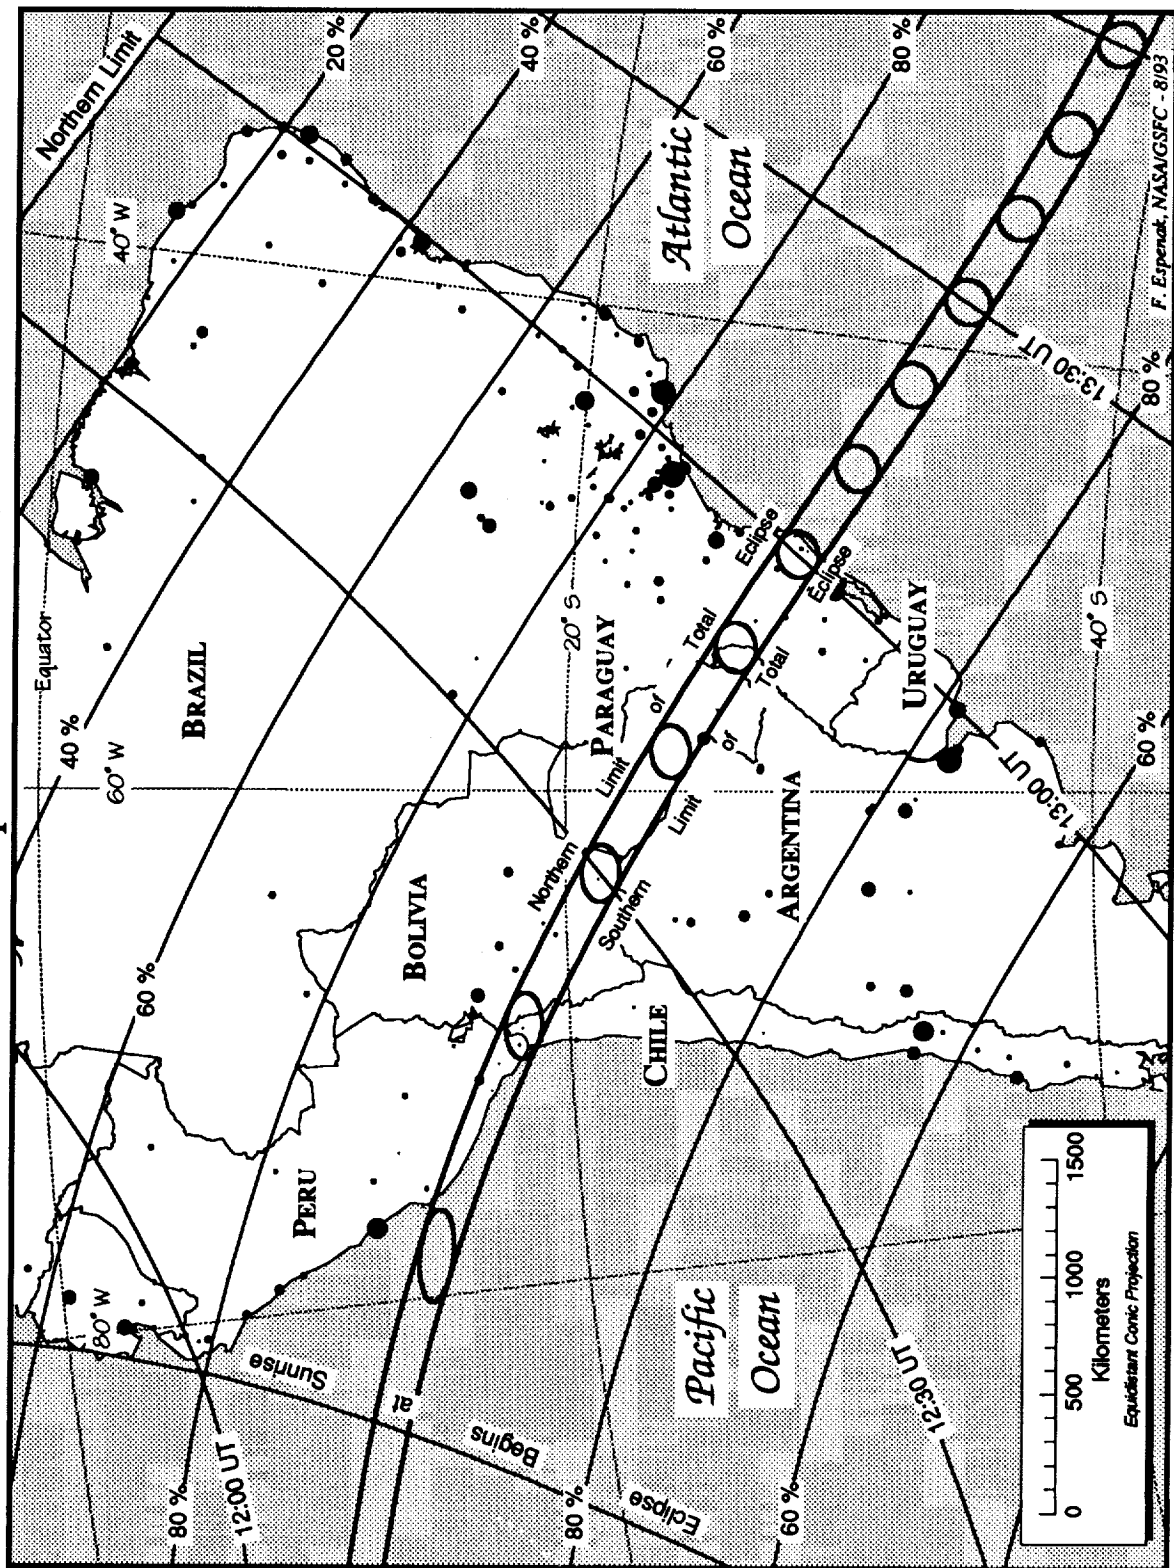 Northern Limit
20 %
40 %
60 %
80 %
40° W
Atlantic
Ocean
Equator
BRAZIL
40 %
60° W
20° S
PARAGUAY
Northern Limit of Total Eclipse
Southern Limit of Total Eclipse
URUGUAY
13:30 UT
80 %
40° S
60 %
13:00 UT
ARGENTINA
BOLIVIA
60 %
CHILE
PERU
80° W
Pacific
Ocean
12:30 UT
Eclipse Begins at Sunrise
80 %
12:00 UT
80 %
60 %
0 500 1000 1500
Kilometers
Equidistant Conic Projection
F. Espenak, NASA/GSFC - 8/93